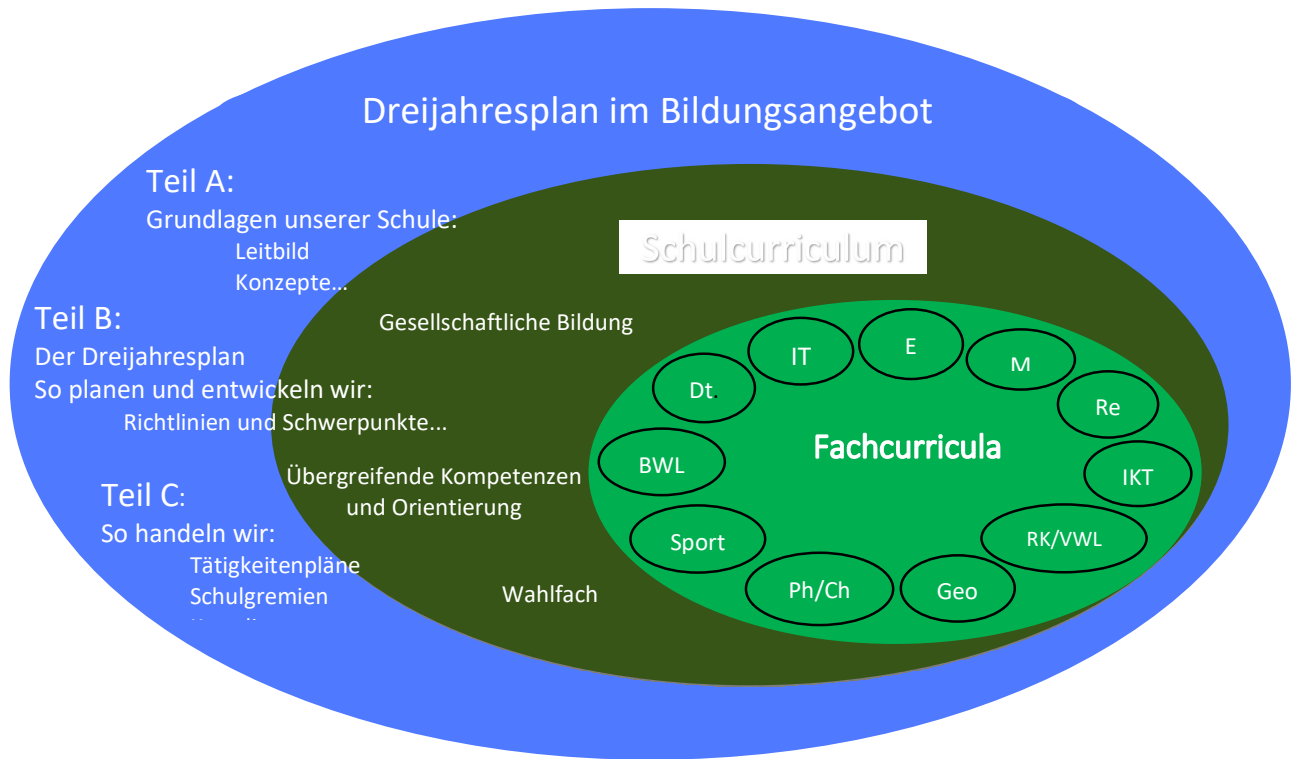 Dreijahresplan im Bildungsangebot
Teil A:
Grundlagen unserer Schule:
Leitbild
Konzepte...
Teil B:
Der Dreijahresplan
So planen und entwickeln wir:
Richtlinien und Schwerpunkte...
Teil C:
So handeln wir:
Tätigkeitenpläne
Schulgremien
Schulcurriculum
Gesellschaftliche Bildung
Übergreifende Kompetenzen
und Orientierung
Wahlfach
Fachcurricula
IT
E
M
Re
IKT
RK/VWL
Geo
Ph/Ch
Sport
BWL
Dt.